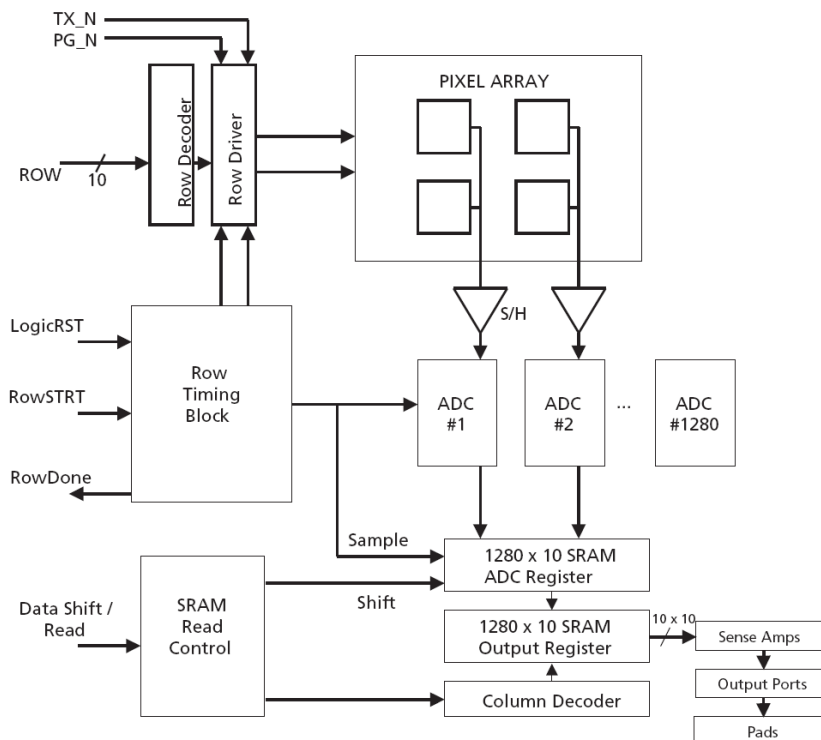 TX_N
PG_N
PIXEL ARRAY
Row Decoder
Row Driver
ROW
10
S/H
LogicRST
RowSTRT
RowDone
Row
Timing
Block
ADC
#1
ADC
#2
...
ADC
#1280
Sample
Shift
1280 x 10 SRAM
ADC Register
Data Shift /
Read
SRAM
Read
Control
1280 x 10 SRAM
Output Register
10 x 10
Sense Amps
Column Decoder
Output Ports
Pads